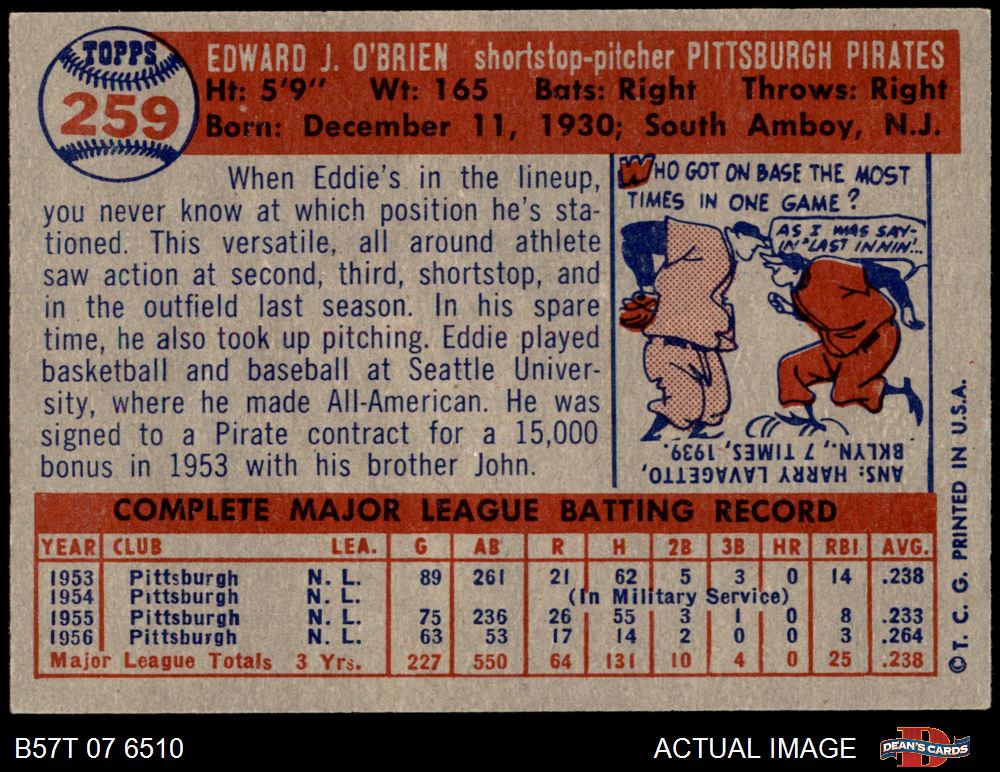 TOPPS
259
EDWARD J. O'BRIEN shortstop-pitcher PITTSBURGH PIRATES
Ht: 5'9" Wt: 165 Bats: Right Throws: Right
Born: December 11, 1930; South Amboy, N.J.
When Eddie's in the lineup,
you never know at which position he's sta-
tioned. This versatile, all around athlete
saw action at second, third, shortstop, and
in the outfield last season. In his spare
time, he also took up pitching. Eddie played
basketball and baseball at Seattle Univer-
sity, where he made All-American. He was
signed to a Pirate contract for a 15,000
bonus in 1953 with his brother John.
WHO GOT ON BASE THE MOST
TIMES IN ONE GAME?
AS I WAS SAY-
IN "LAST INNIN'...
ANS: HARRY LAVAGETTO,
BKLYN., 7 TIMES, 1939.
COMPLETE MAJOR LEAGUE BATTING RECORD
YEAR CLUB LEA. G AB R H 2B 3B HR RBI AVG.
1953 Pittsburgh N. L. 89 261 21 62 5 3 0 14 .238
1954 Pittsburgh N. L. (In Military Service)
1955 Pittsburgh N. L. 75 236 26 55 3 1 0 8 .233
1956 Pittsburgh N. L. 63 53 17 14 2 0 0 3 .264
Major League Totals 3 Yrs. 227 550 64 131 10 4 0 25 .238
© T. C. G. PRINTED IN U.S.A.
B57T 07 6510
ACTUAL IMAGE
DEAN'S CARDS